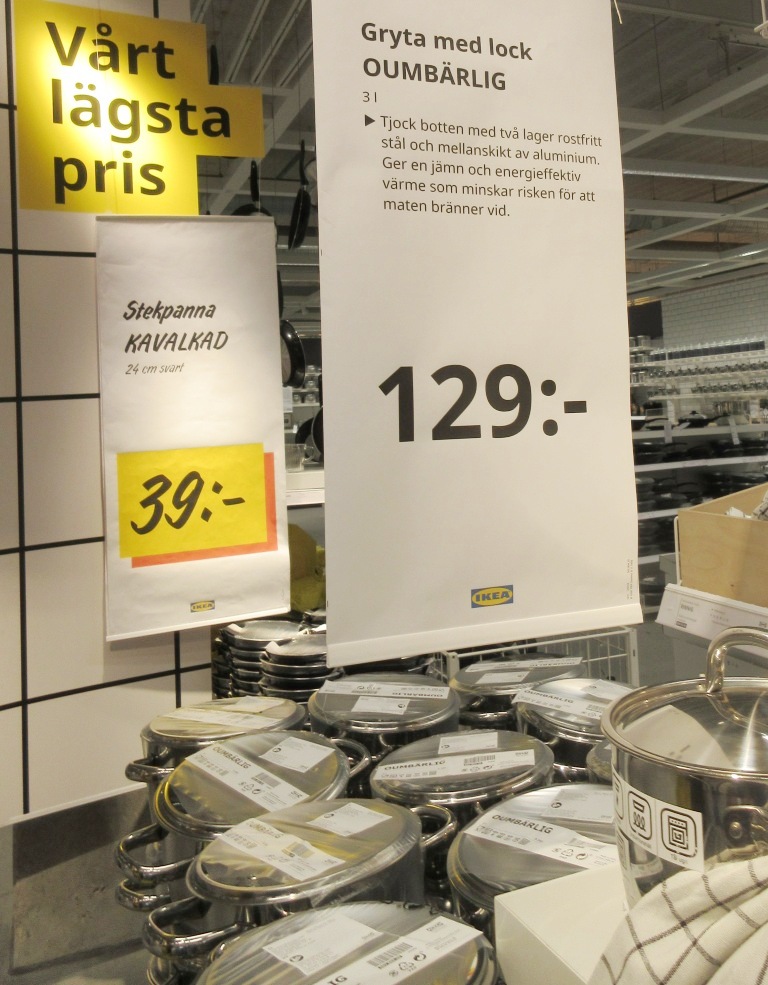 Vårt
lägsta
pris
Stekpanna
KAVALKAD
24 cm svart
39:-
IKEA
Gryta med lock
OUMBÄRLIG
3 l
▶ Tjock botten med två lager rostfritt
stål och mellanskikt av aluminium.
Ger en jämn och energieffektiv
värme som minskar risken för att
maten bränner vid.
129:-
IKEA
OUMBÄRLIG
OUMBÄRLIG
OUMBÄRLIG
OUMBÄRLIG